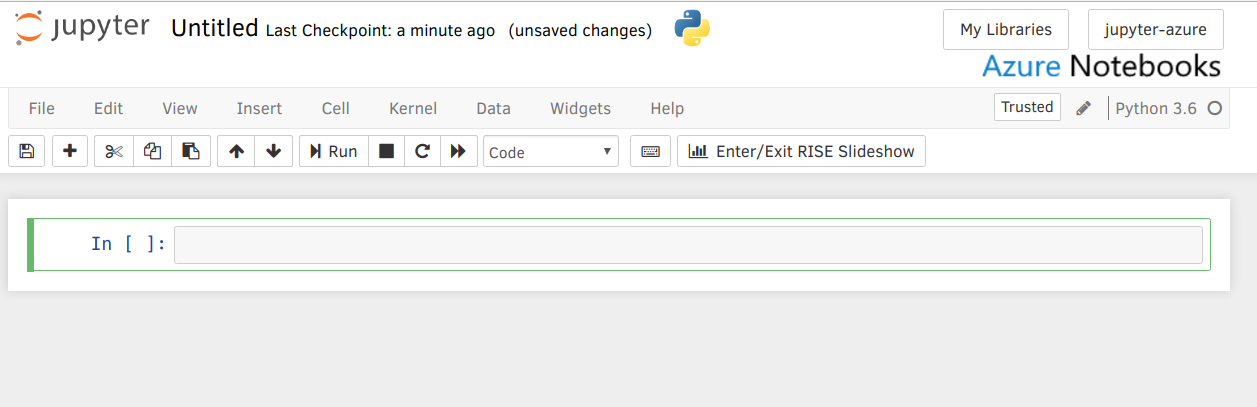 jupyter Untitled Last Checkpoint: a minute ago (unsaved changes) My Libraries jupyter-azure
Azure Notebooks
File Edit View Insert Cell Kernel Data Widgets Help Trusted Python 3.6
Run Code Enter/Exit RISE Slideshow
In [ ]: